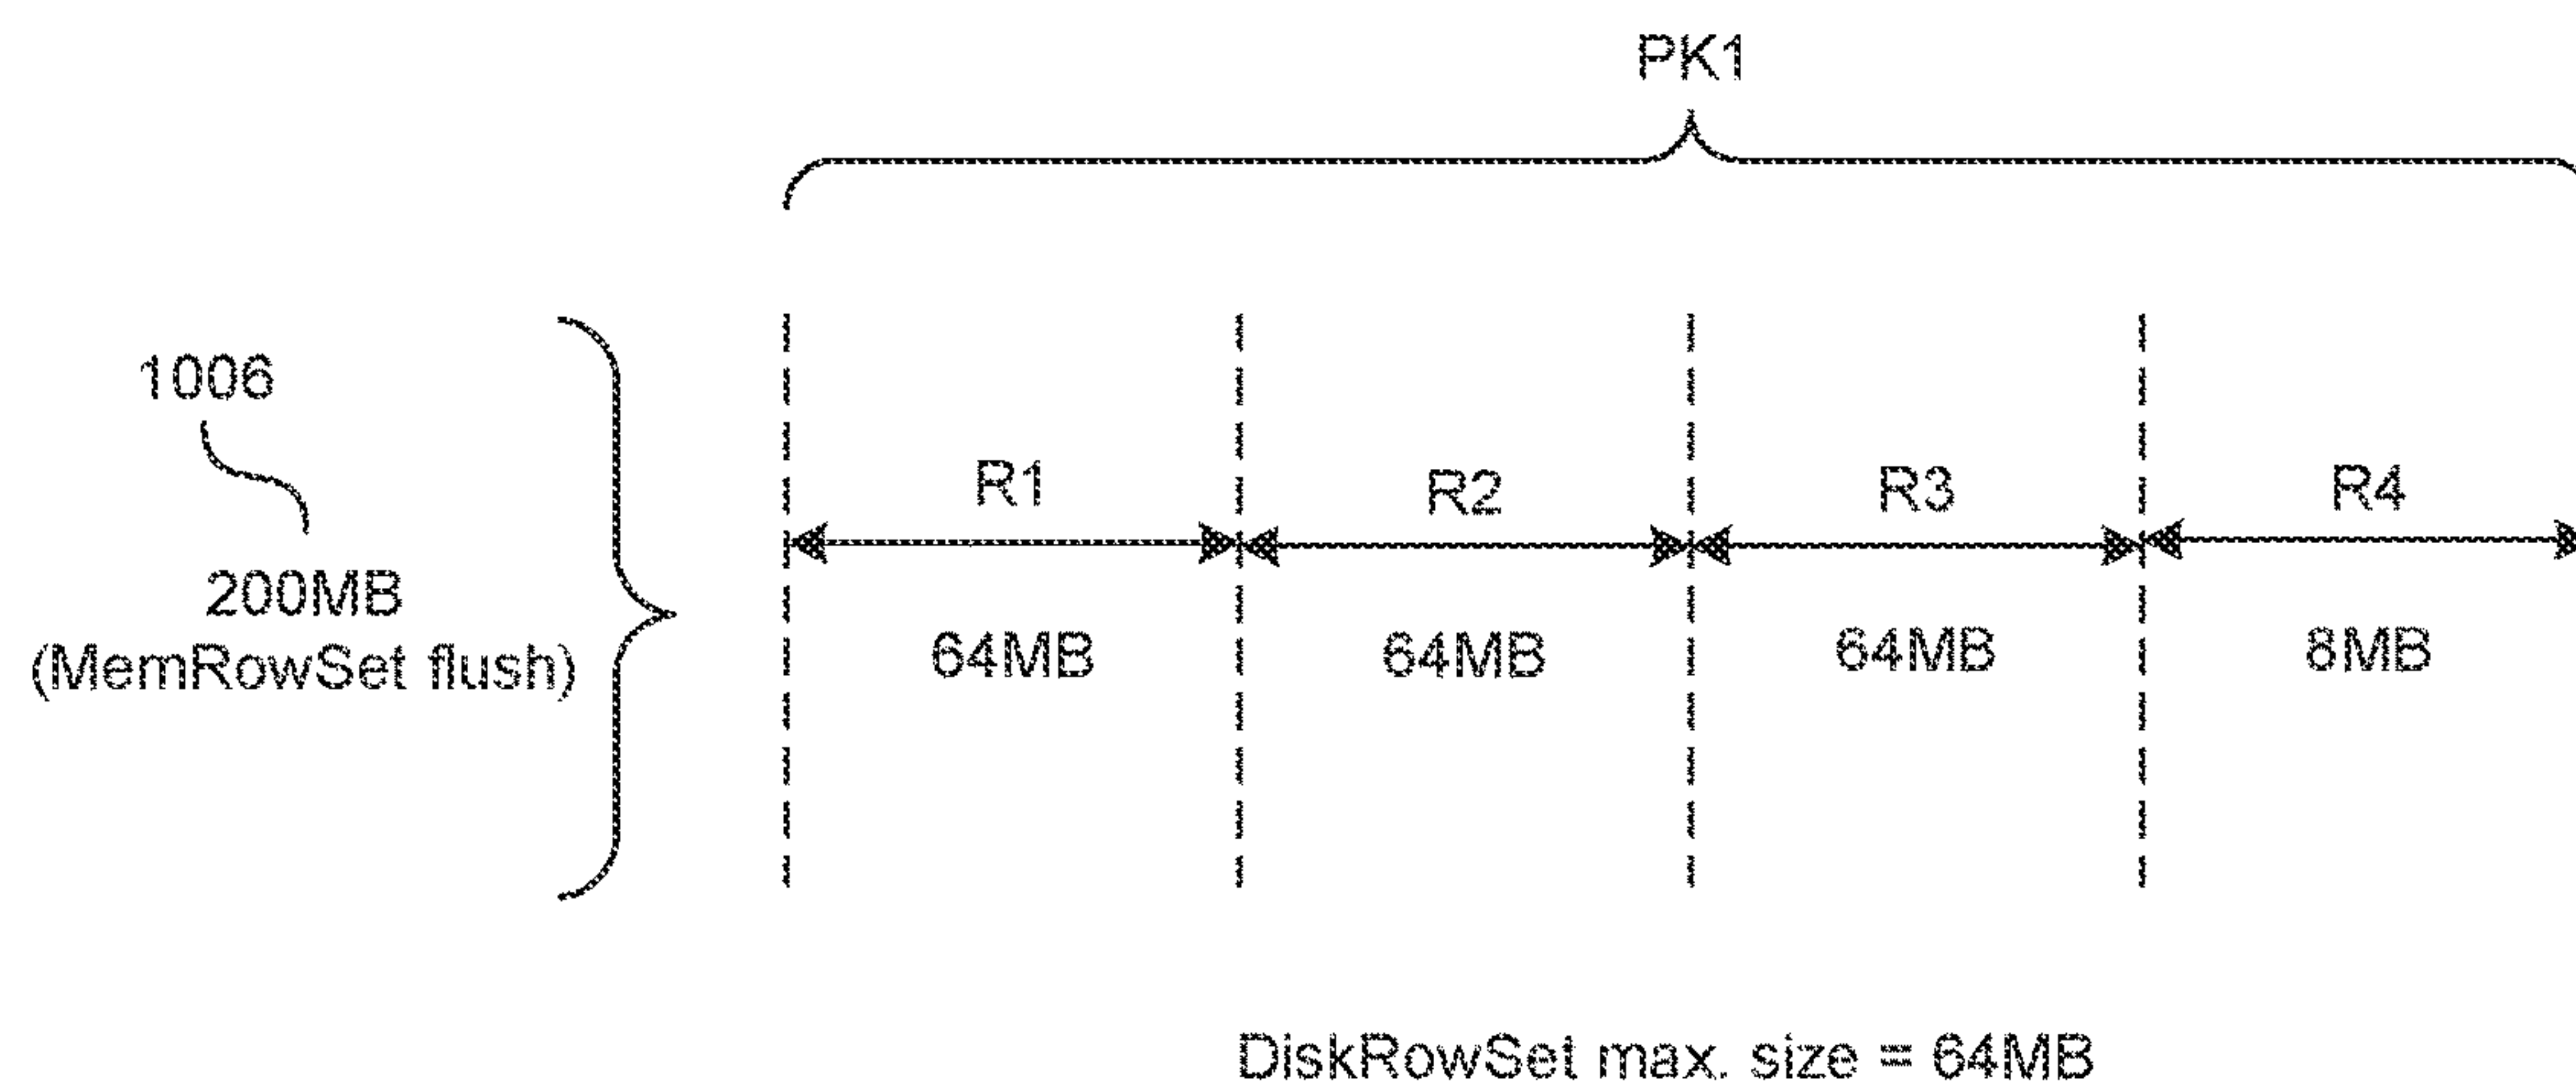 PK1
1006
200MB
(MemRowSet flush)
R1
R2
R3
R4
64MB
64MB
64MB
8MB
DiskRowSet max. size = 64MB